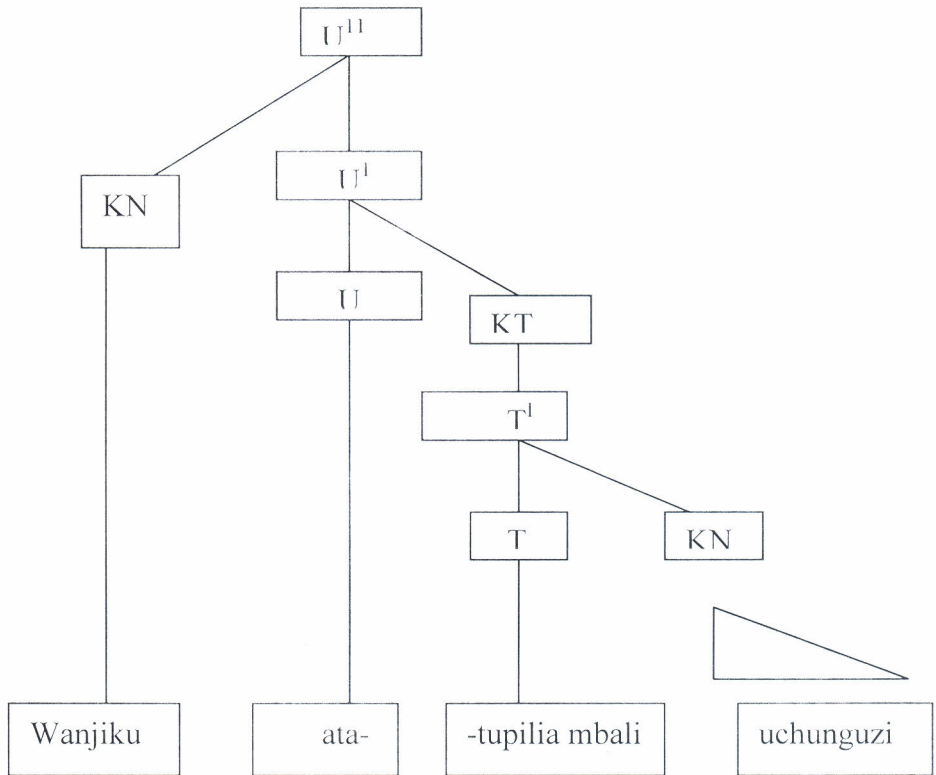 U¹¹
U¹
KN
U
KT
T¹
T
KN
Wanjiku
ata-
-tupilia mbali
uchunguzi